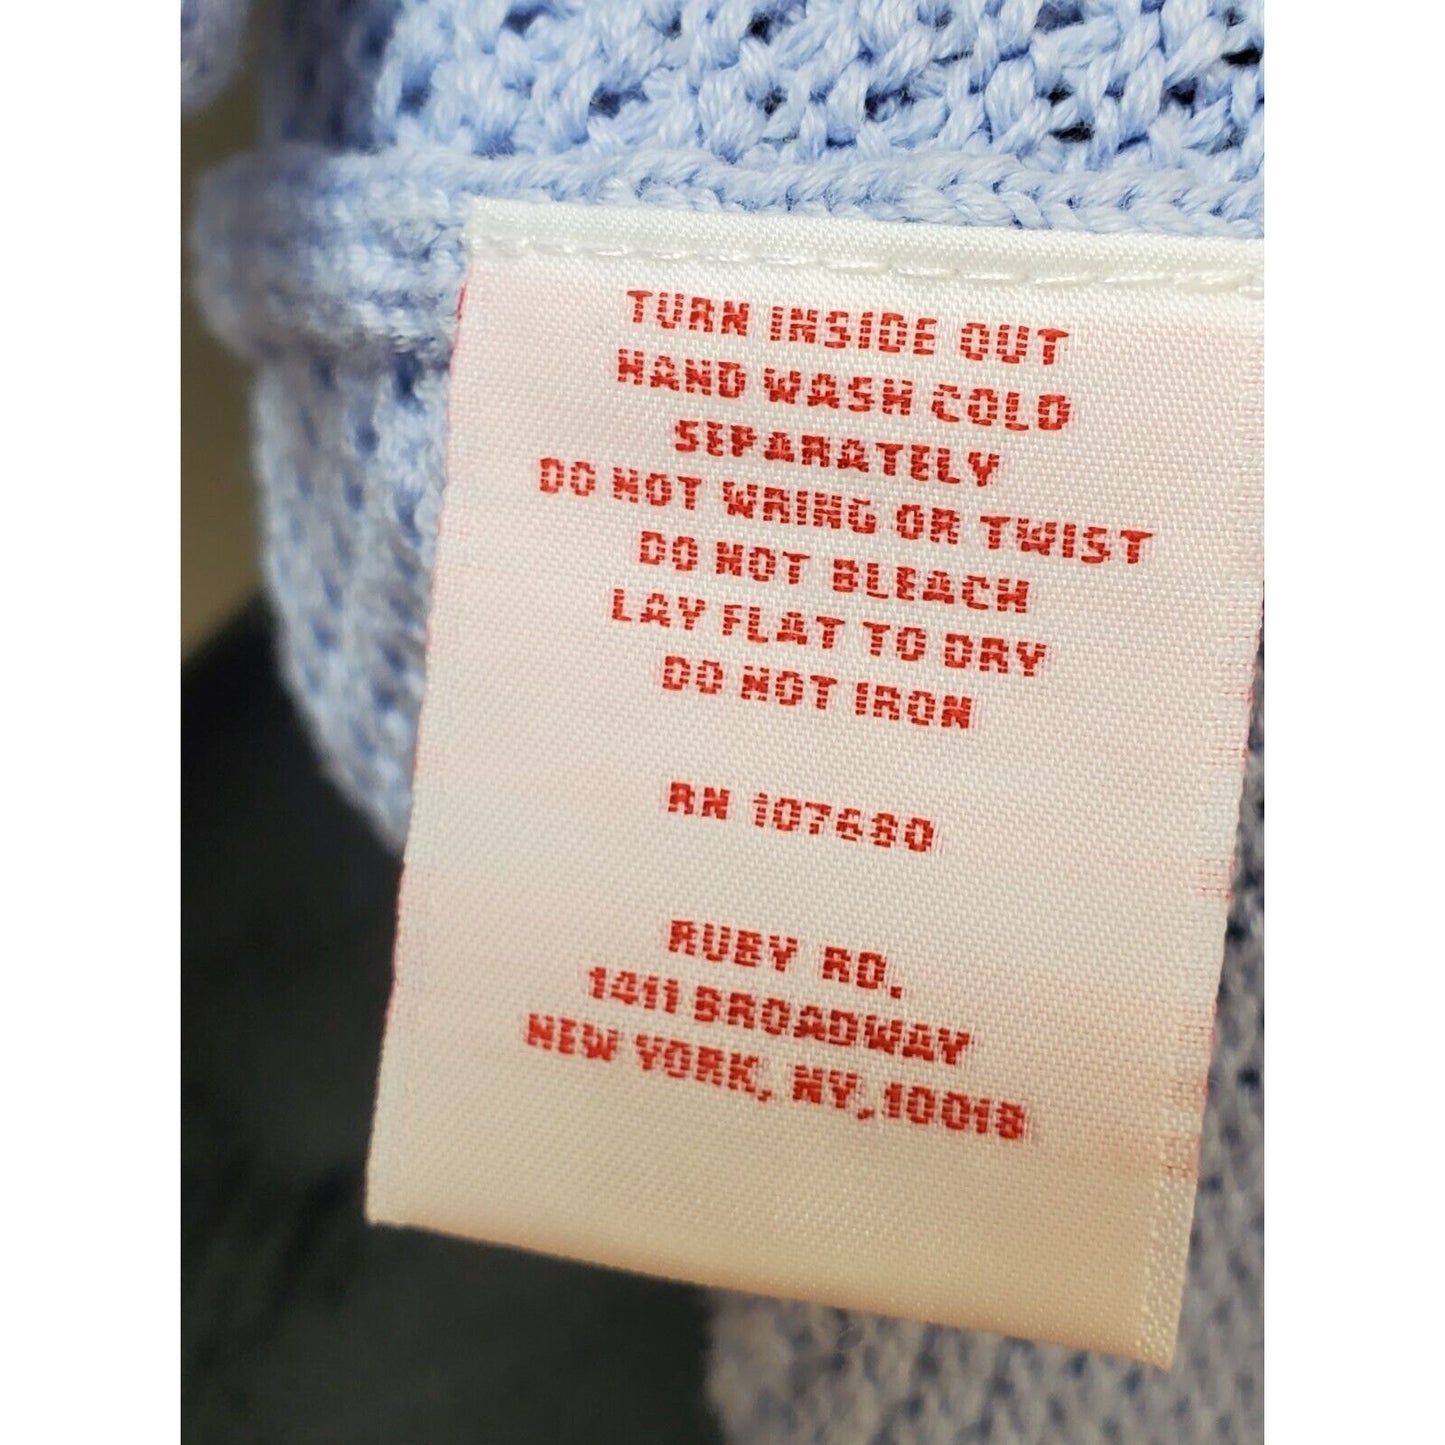 TURN INSIDE OUT
HAND WASH COLD
SEPARATELY
DO NOT WRING OR TWIST
DO NOT BLEACH
LAY FLAT TO DRY
DO NOT IRON
RN 107680
RUBY RD.
1411 BROADWAY
NEW YORK, NY, 10018